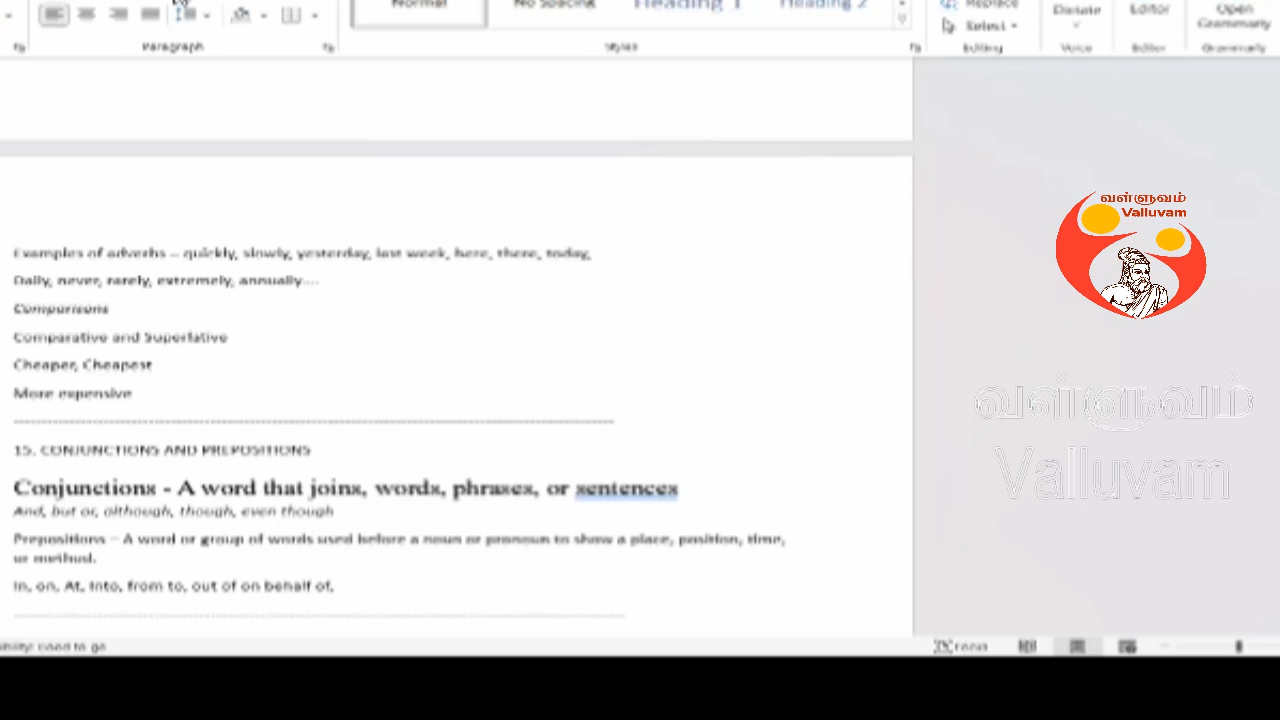 Normal
No Spacing
Heading 1
Heading 2
Replace
Select
Dictate
Editor
Open
Grammarly
Paragraph
Styles
Editing
Voice
Editor
Grammarly
Examples of adverbs – quickly, slowly, yesterday, last week, here, there, today,
Daily, never, rarely, extremely, annually....
Comparisons
Comparative and Superlative
Cheaper, Cheapest
More expensive
15. CONJUNCTIONS AND PREPOSITIONS
Conjunctions - A word that joins, words, phrases, or sentences
And, but or, although, though, even though
Prepositions – A word or group of words used before a noun or pronoun to show a place, position, time,
or method.
In, on, At, Into, from to, out of on behalf of,
Good to go
Focus
வள்ளுவம்
Valluvam
வள்ளுவம்
Valluvam